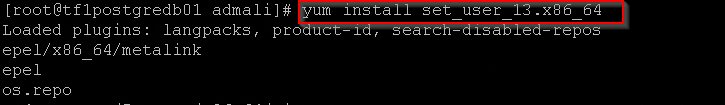 [root@tf1postgredb01 admali]# yum install set_user_13.x86_64
Loaded plugins: langpacks, product-id, search-disabled-repos
epel/x86_64/metalink
epel
os.repo